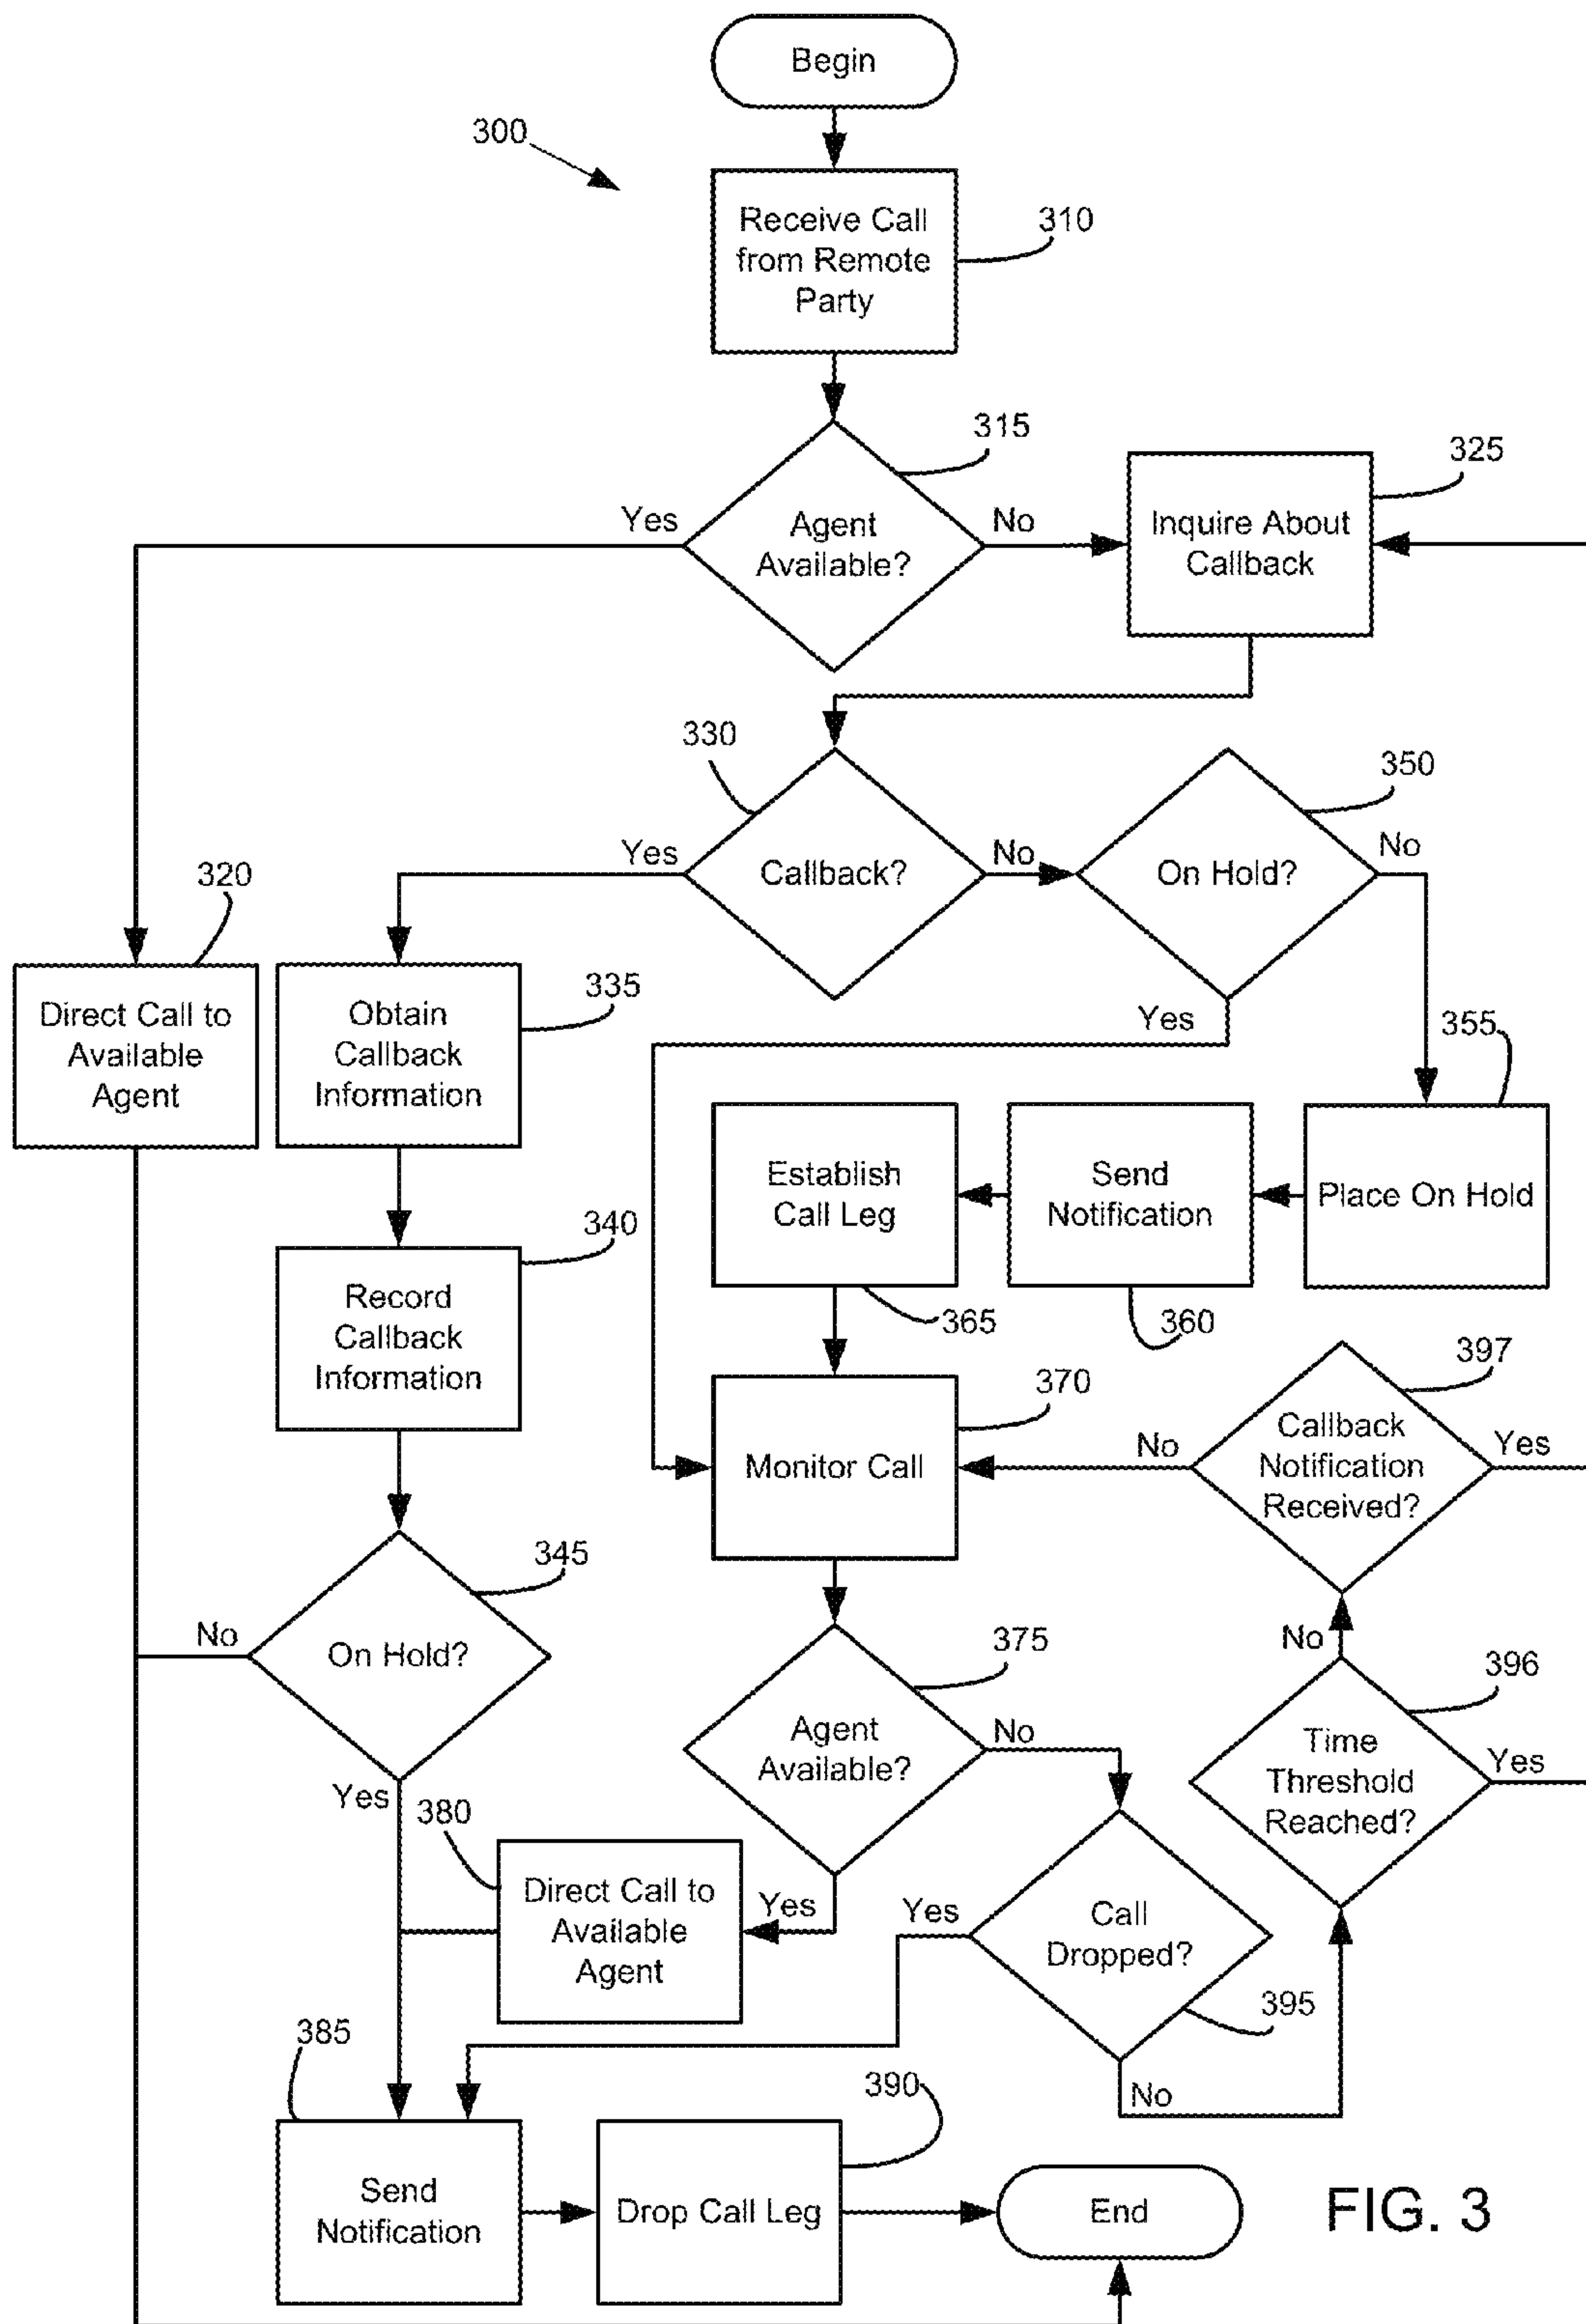 Begin
300
Receive Call
from Remote
Party
310
315
Agent
Available?
Yes
No
325
Inquire About
Callback
330
Callback?
Yes
No
350
On Hold?
No
Yes
320
Direct Call to
Available
Agent
335
Obtain
Callback
Information
355
Place On Hold
Send
Notification
360
Establish
Call Leg
365
340
Record
Callback
Information
370
Monitor Call
397
Callback
Notification
Received?
No
Yes
345
On Hold?
No
Yes
375
Agent
Available?
No
Yes
396
Time
Threshold
Reached?
No
Yes
380
Direct Call to
Available
Agent
Call
Dropped?
Yes
395
No
385
Send
Notification
390
Drop Call Leg
End
FIG. 3